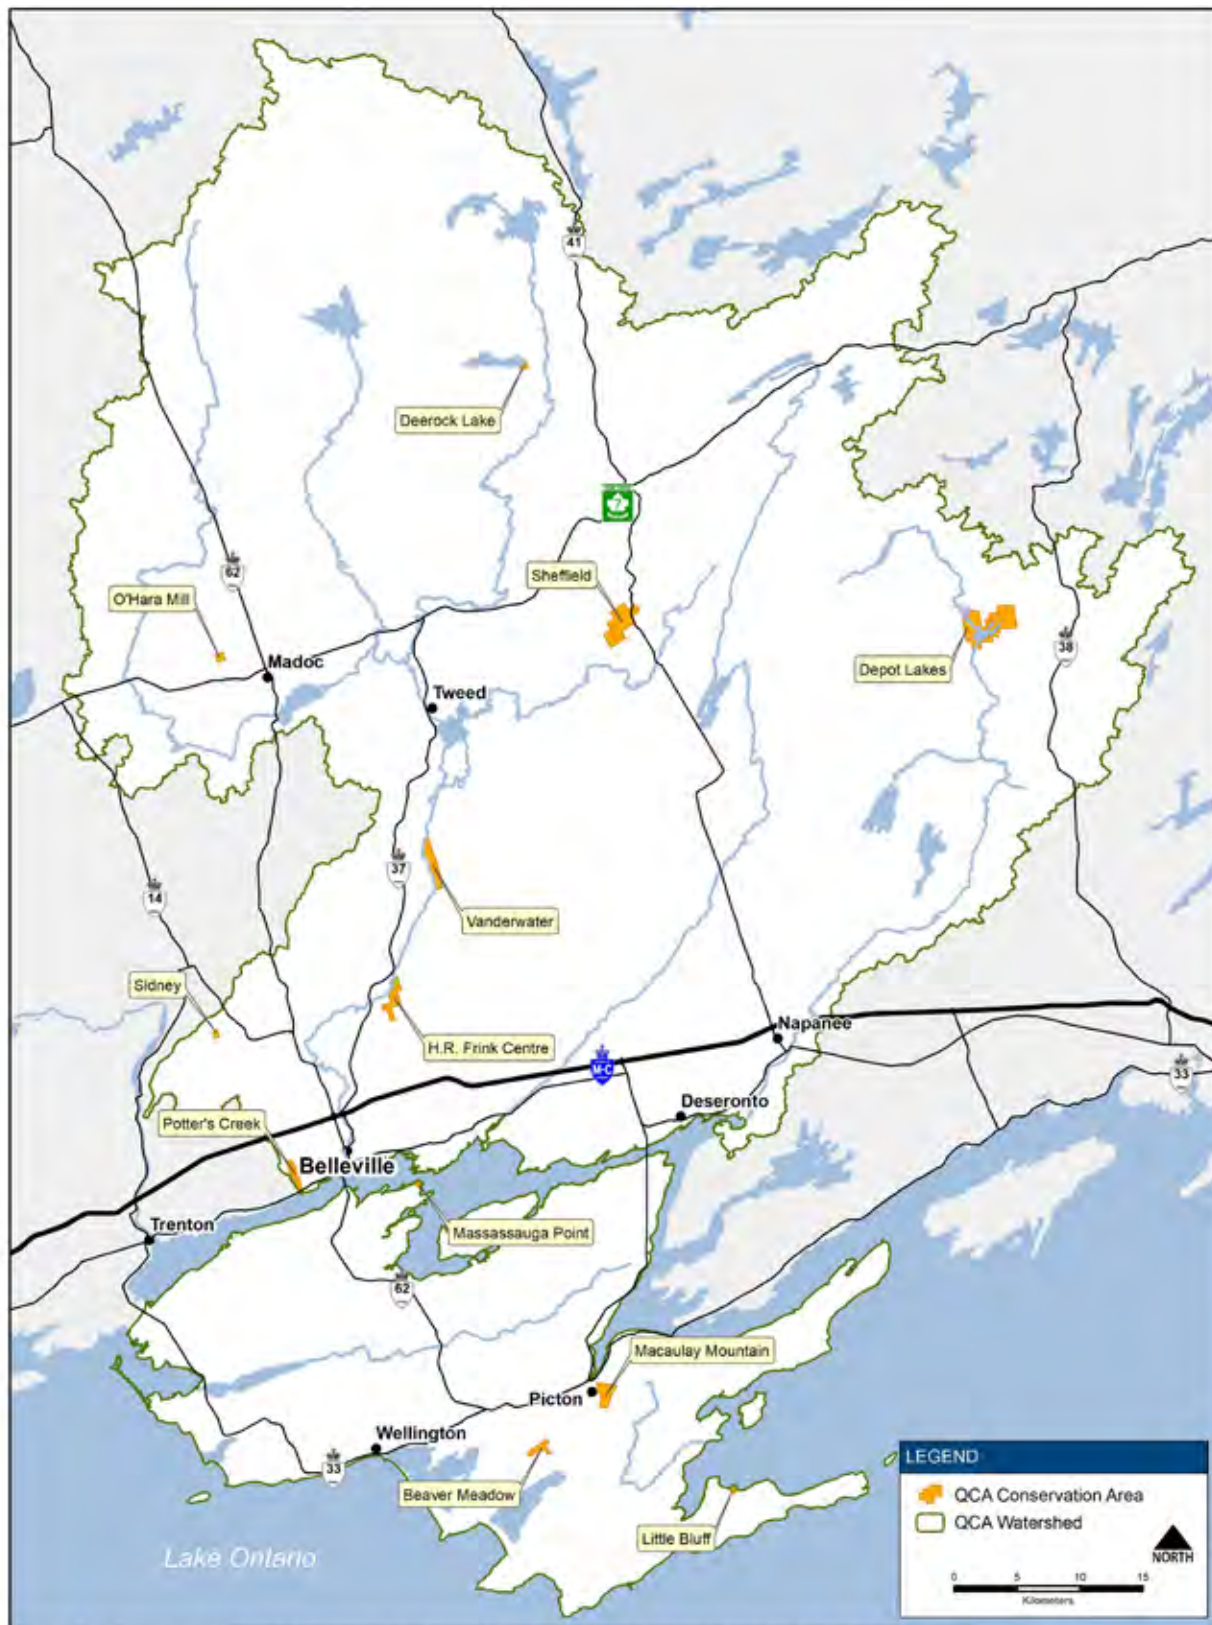 41
Deerock Lake
7
Sheffield
62
O'Hara Mill
Madoc
38
Depot Lakes
Tweed
37
14
Vanderwater
Sidney
H.R. Frink Centre
Napanee
M-C
33
Deseronto
Potter's Creek
Belleville
Trenton
Massassauga Point
62
Macaulay Mountain
Picton
Wellington
33
Beaver Meadow
Little Bluff
Lake Ontario
LEGEND
QCA Conservation Area
QCA Watershed
NORTH
0 5 10 15
Kilometers